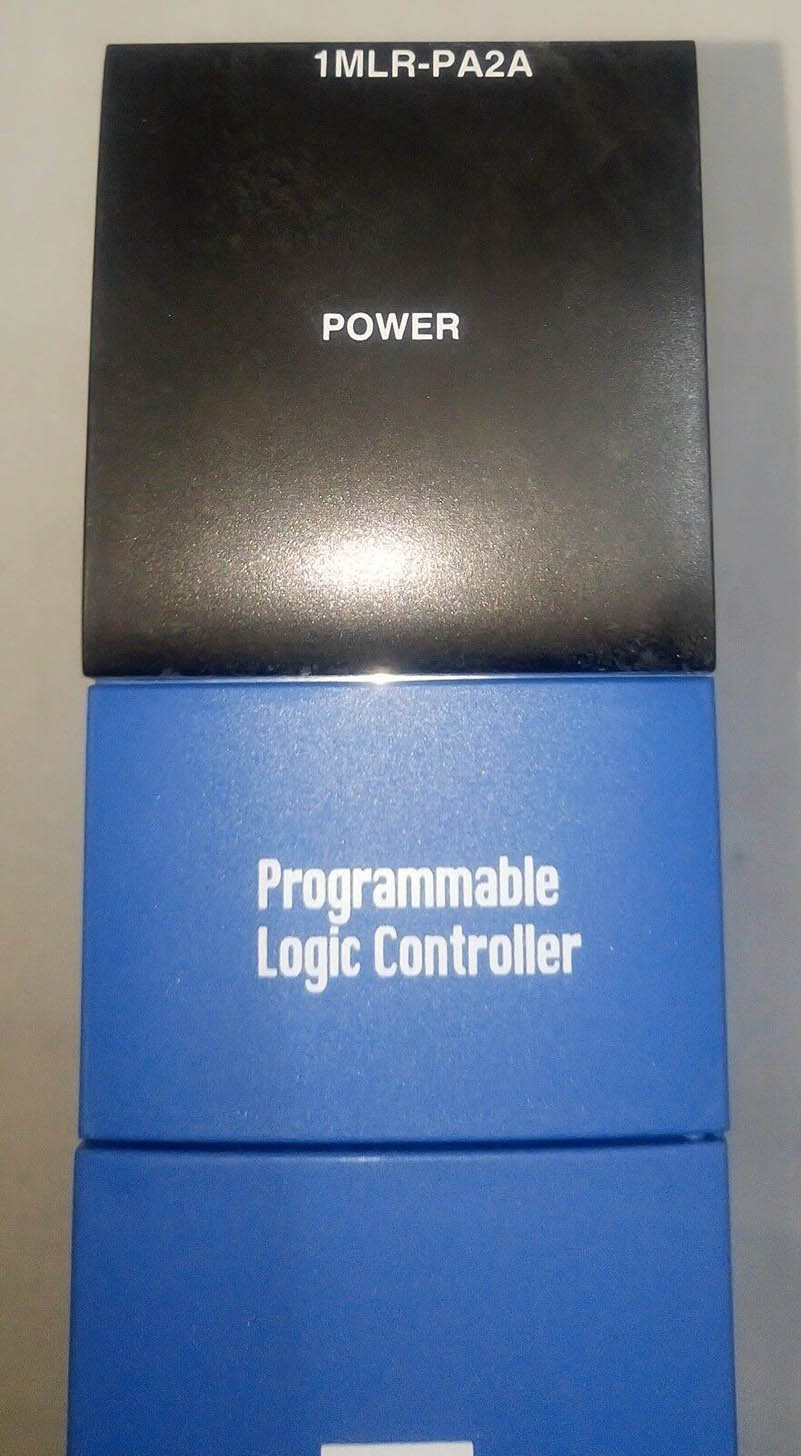 1MLR-PA2A
POWER
Programmable
Logic Controller